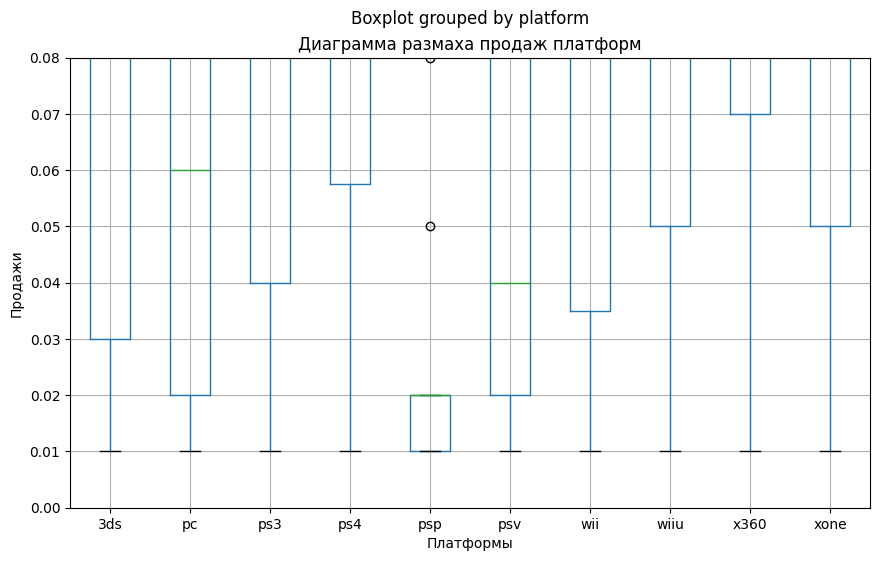 Boxplot grouped by platform
Диаграмма размаха продаж платформ
0.08
0.07
0.06
0.05
0.04
0.03
0.02
0.01
0.00
Продажи
3ds pc ps3 ps4 psp psv wii wiiu x360 xone
Платформы